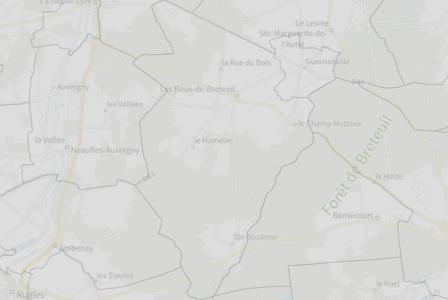 La Neuve-Lyre
Le Lesme
Ste-Marguerite-de-
l'Autel
Guernanville
la Rue du Bois
D45
Auvergny
Les Baux-de-Breteuil
les Vallées
le Champ Motteux
la Vallée
Neaufles-Auvergny
le Hamelet
Forêt de Breteuil
D41
la Haize
Bémécourt
Ste-Suzanne
Ambenay
les Siaules
le Ruel
Rugles